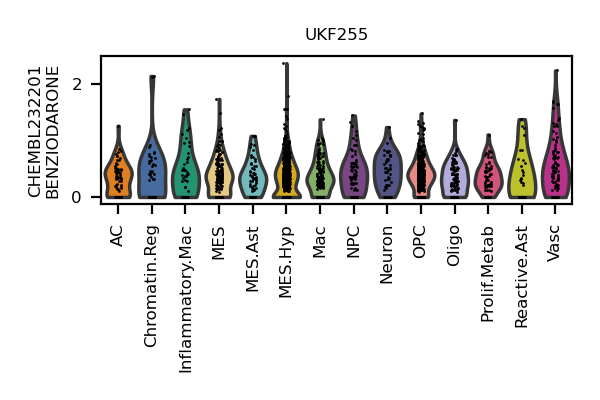 UKF255
CHEMBL232201
BENZIODARONE
2
0
AC
Chromatin.Reg
Inflammatory.Mac
MES
MES.Ast
MES.Hyp
Mac
NPC
Neuron
OPC
Oligo
Prolif.Metab
Reactive.Ast
Vasc